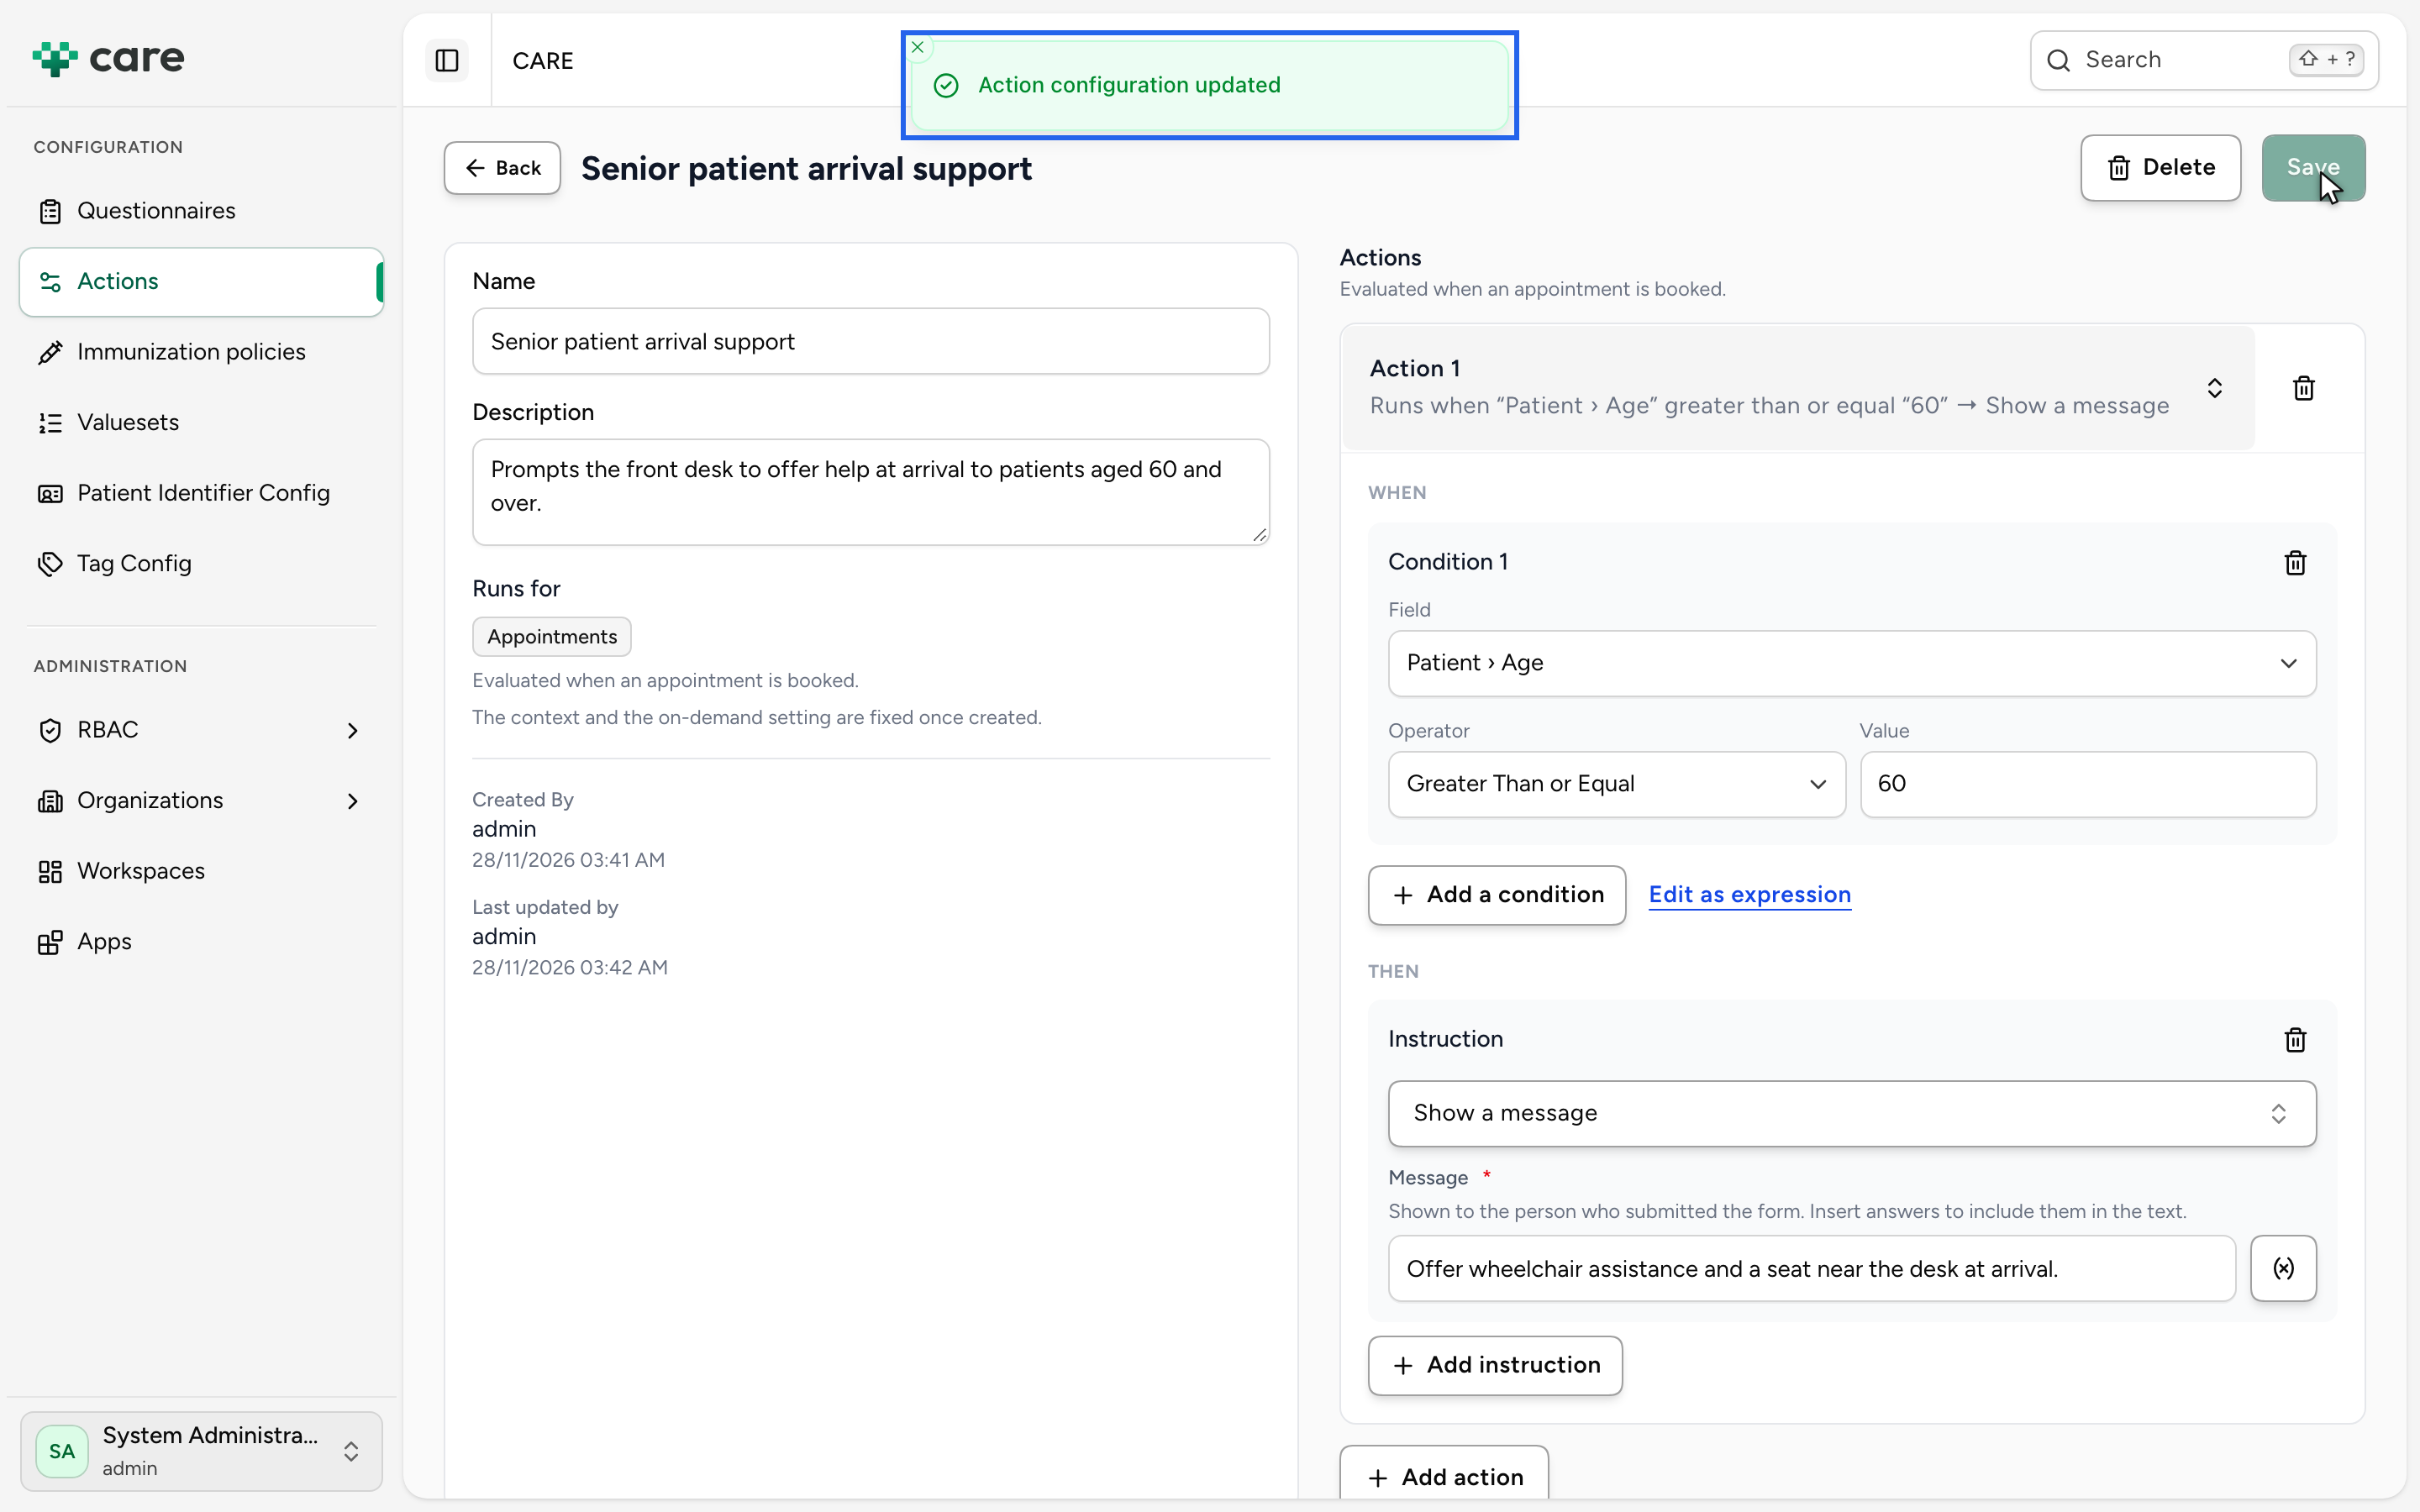 care
CONFIGURATION
Questionnaires
Actions
Immunization policies
Valuesets
Patient Identifier Config
Tag Config
ADMINISTRATION
RBAC
Organizations
Workspaces
Apps
SA
System Administra...
admin
CARE
Action configuration updated
Search
+ ?
Back
Senior patient arrival support
Delete
Save
Name
Senior patient arrival support
Description
Prompts the front desk to offer help at arrival to patients aged 60 and
over.
Runs for
Appointments
Evaluated when an appointment is booked.
The context and the on-demand setting are fixed once created.
Created By
admin
28/11/2026 03:41 AM
Last updated by
admin
28/11/2026 03:42 AM
Actions
Evaluated when an appointment is booked.
Action 1
Runs when “Patient › Age” greater than or equal “60” → Show a message
WHEN
Condition 1
Field
Patient › Age
Operator
Value
Greater Than or Equal
60
Add a condition
Edit as expression
THEN
Instruction
Show a message
Message *
Shown to the person who submitted the form. Insert answers to include them in the text.
Offer wheelchair assistance and a seat near the desk at arrival.
(x)
Add instruction
Add action